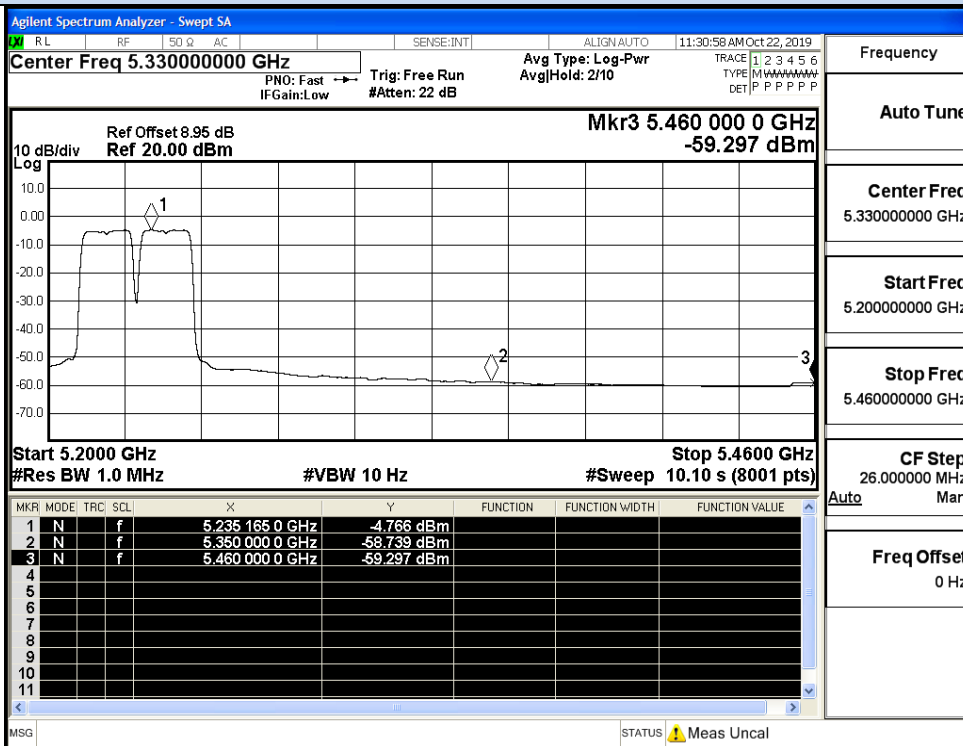 Agilent Spectrum Analyzer - Swept SA
LXI RL RF 50 Ω AC SENSE:INT ALIGN AUTO 11:30:58 AM Oct 22, 2019
Center Freq 5.330000000 GHz
PNO: Fast
IFGain:Low
Trig: Free Run
#Atten: 22 dB
Avg Type: Log-Pwr
Avg|Hold: 2/10
TRACE 1 2 3 4 5 6
TYPE M WWWWW
DET P P P P P P
Mkr3 5.460 000 0 GHz
-59.297 dBm
Ref Offset 8.95 dB
10 dB/div Ref 20.00 dBm
Log
10.0
0.00
-10.0
-20.0
-30.0
-40.0
-50.0
-60.0
-70.0
1
2
3
Start 5.2000 GHz Stop 5.4600 GHz
#Res BW 1.0 MHz #VBW 10 Hz #Sweep 10.10 s (8001 pts)
MKR MODE TRC SCL X Y FUNCTION FUNCTION WIDTH FUNCTION VALUE
1 N f 5.235 165 0 GHz -4.766 dBm
2 N f 5.350 000 0 GHz -58.739 dBm
3 N f 5.460 000 0 GHz -59.297 dBm
4
5
6
7
8
9
10
11
MSG STATUS Meas Uncal
Frequency
Auto Tune
Center Freq
5.330000000 GHz
Start Freq
5.200000000 GHz
Stop Freq
5.460000000 GHz
CF Step
26.000000 MHz
Auto Man
Freq Offset
0 Hz